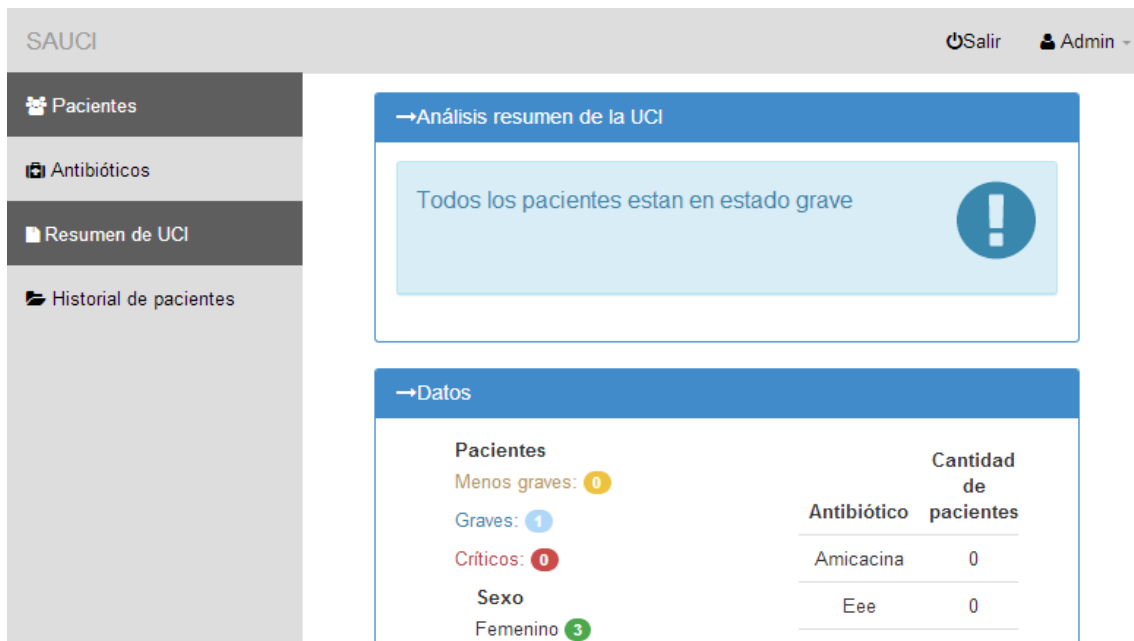 SAUCI
Salir
Admin
Pacientes
Antibióticos
Resumen de UCI
Historial de pacientes
Análisis resumen de la UCI
Todos los pacientes estan en estado grave
Datos
Pacientes
Menos graves: 0
Graves: 1
Críticos: 0
Sexo
Femenino 3
Antibiótico
Cantidad
de
pacientes
Amicacina 0
Eee 0